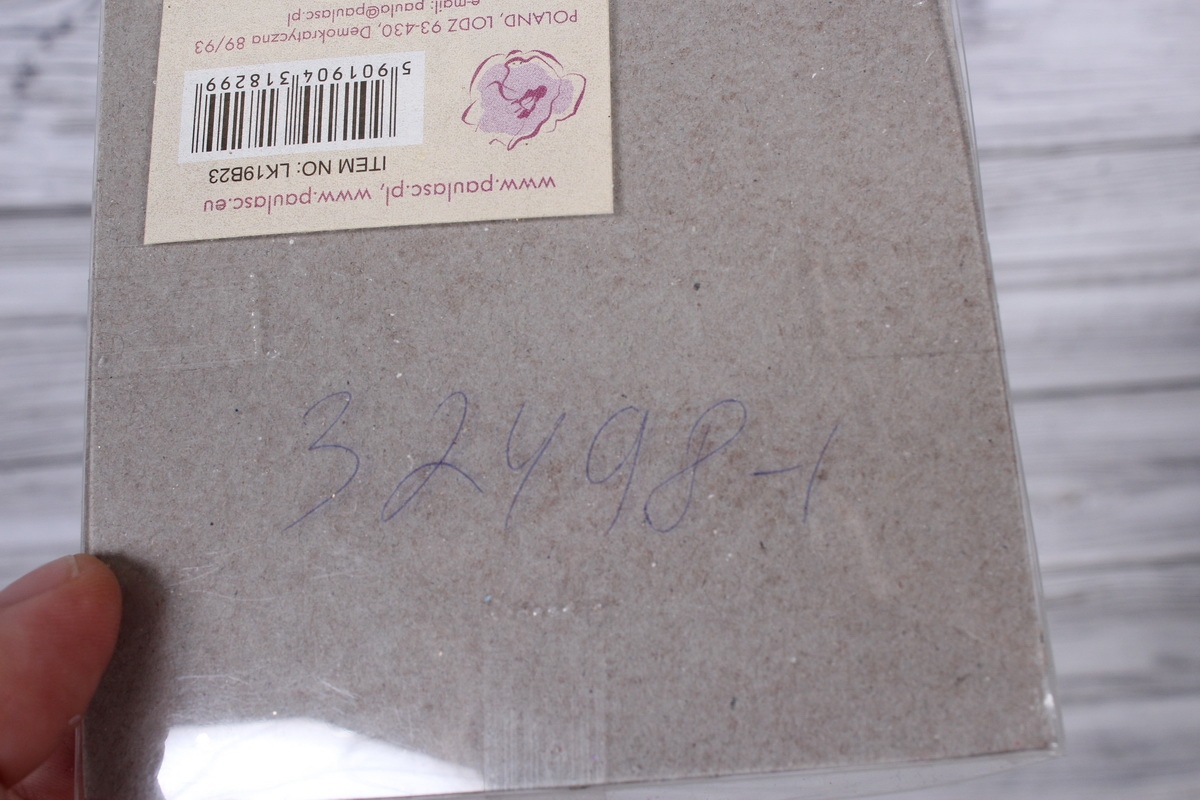 www.paulasc.pl, www.paulasc.eu
ITEM NO: LK19B23
5 901904 318299
POLAND, LODZ 93-430, Demokratyczna 89/93
e-mail: paula@paulasc.pl
32498-1